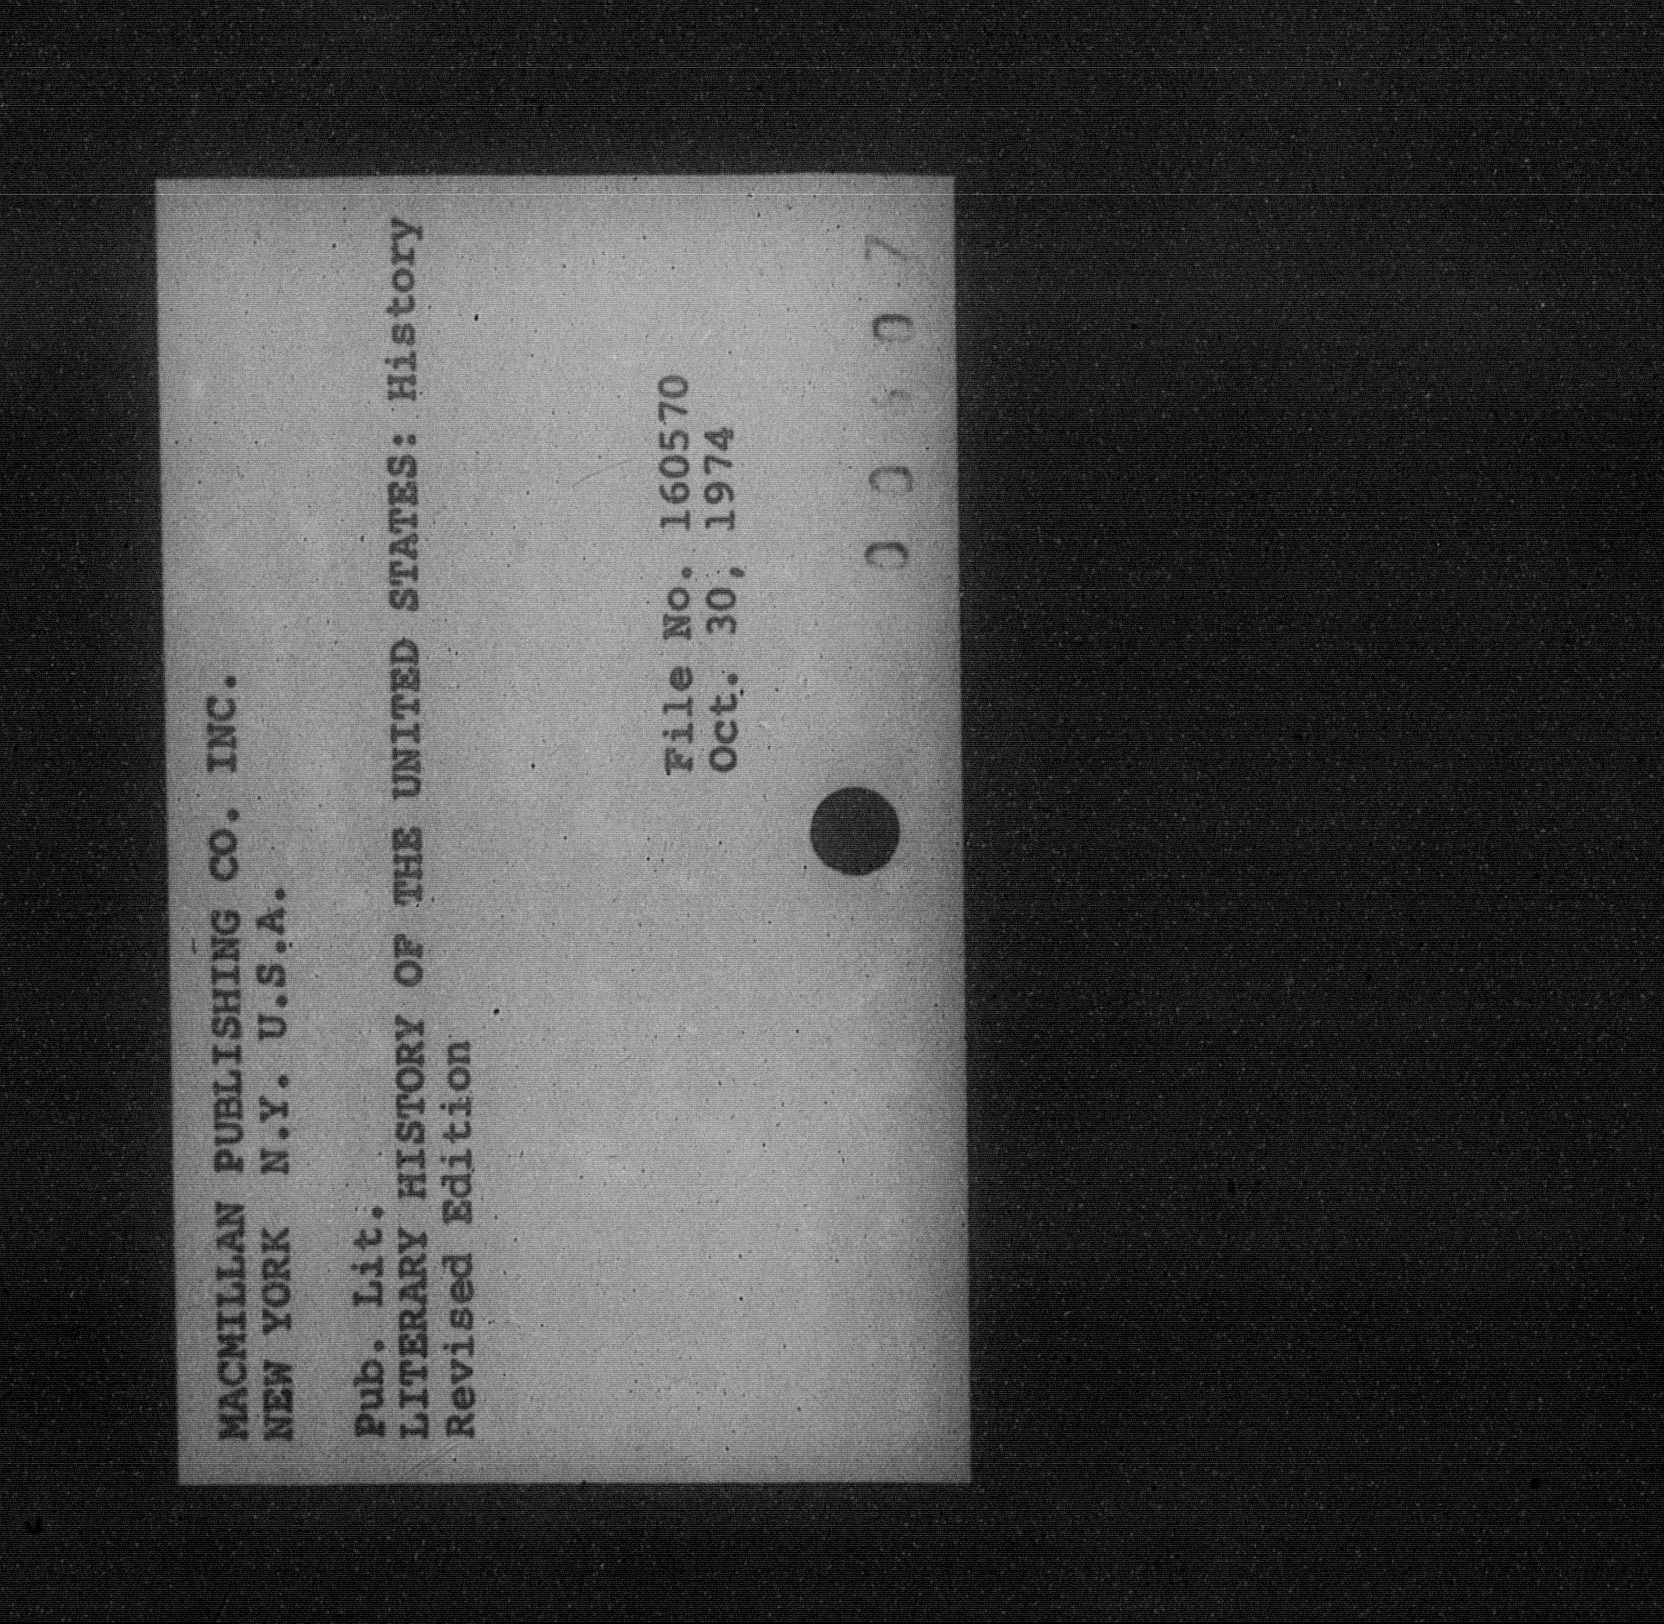 MACMILLAN PUBLISHING CO. INC.
NEW YORK N.Y. U.S.A.
Pub. Lit.
LITERARY HISTORY OF THE UNITED STATES: History
Revised Edition
File No. 160570
Oct. 30, 1974